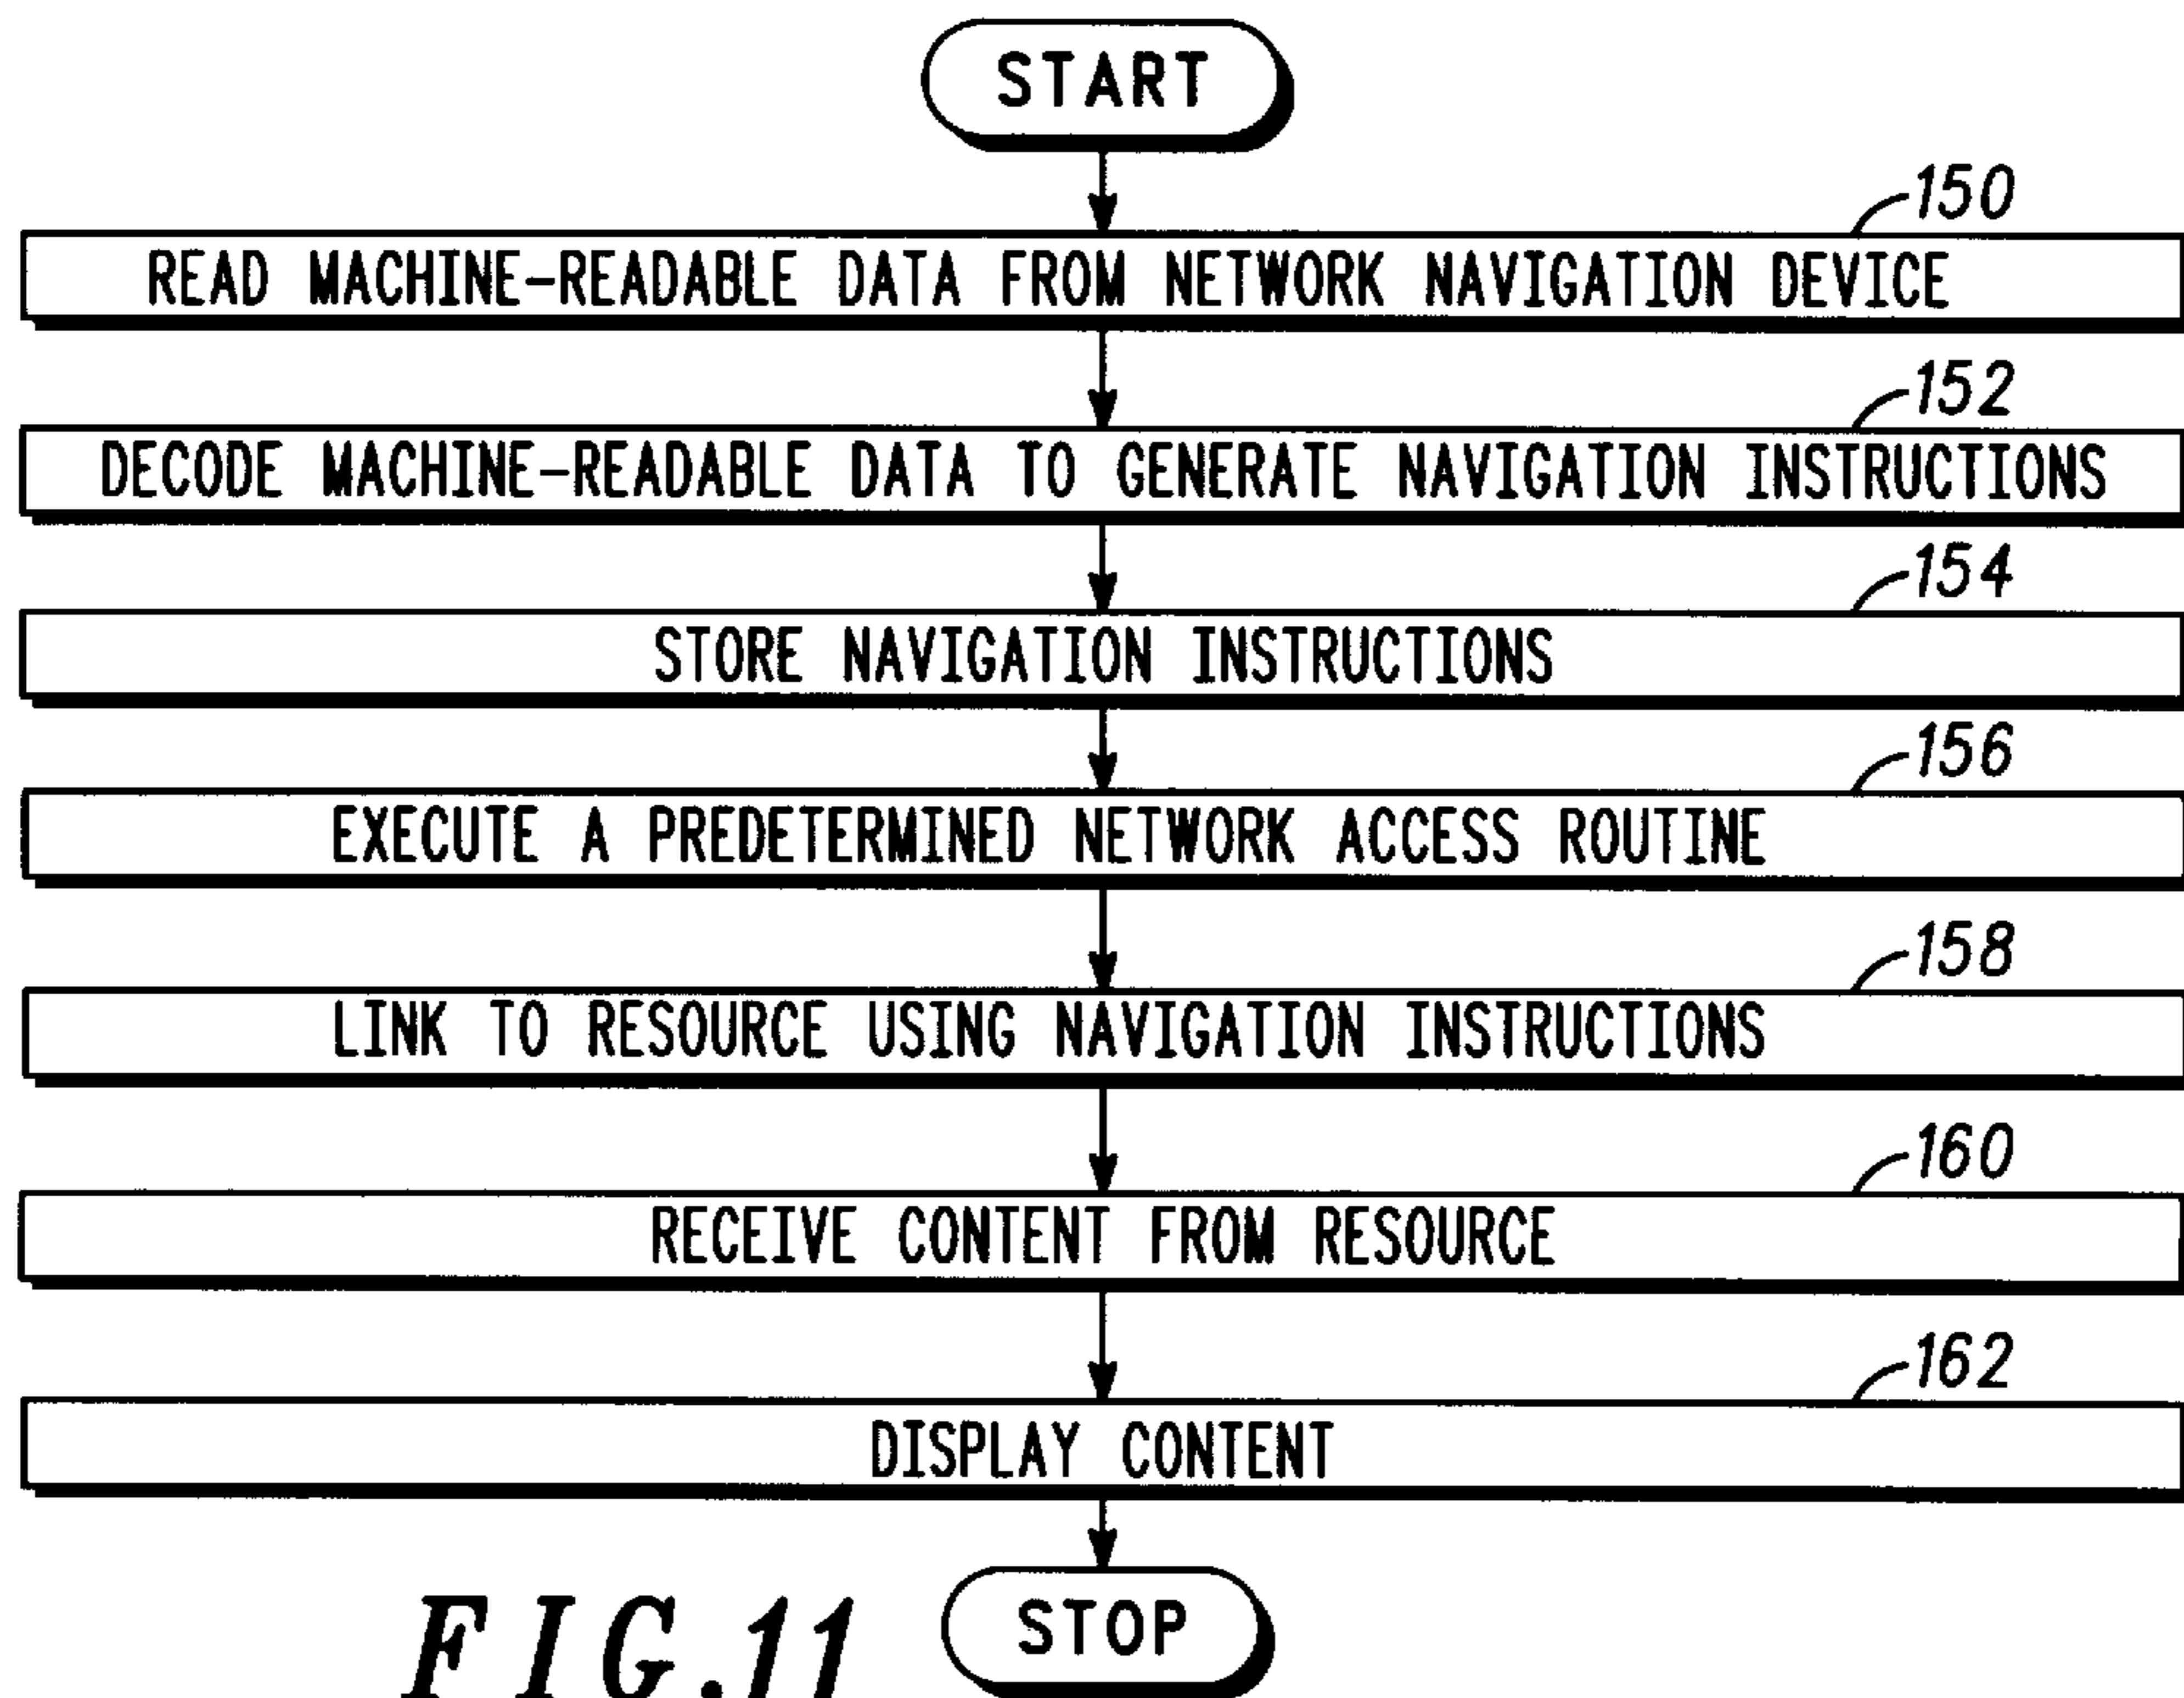 START
150
READ MACHINE-READABLE DATA FROM NETWORK NAVIGATION DEVICE
152
DECODE MACHINE-READABLE DATA TO GENERATE NAVIGATION INSTRUCTIONS
154
STORE NAVIGATION INSTRUCTIONS
156
EXECUTE A PREDETERMINED NETWORK ACCESS ROUTINE
158
LINK TO RESOURCE USING NAVIGATION INSTRUCTIONS
160
RECEIVE CONTENT FROM RESOURCE
162
DISPLAY CONTENT
STOP
FIG.11